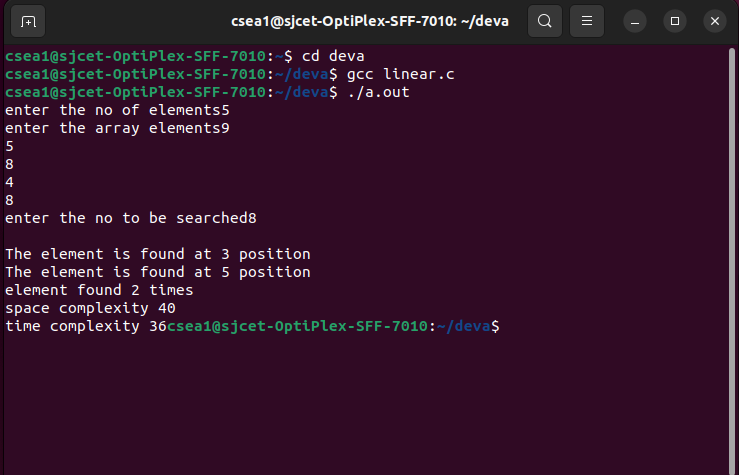 csea1@sjcet-OptiPlex-SFF-7010: ~/deva
csea1@sjcet-OptiPlex-SFF-7010:~$ cd deva
csea1@sjcet-OptiPlex-SFF-7010:~/deva$ gcc linear.c
csea1@sjcet-OptiPlex-SFF-7010:~/deva$ ./a.out
enter the no of elements5
enter the array elements9
5
8
4
8
enter the no to be searched8

The element is found at 3 position
The element is found at 5 position
element found 2 times
space complexity 40
time complexity 36csea1@sjcet-OptiPlex-SFF-7010:~/deva$